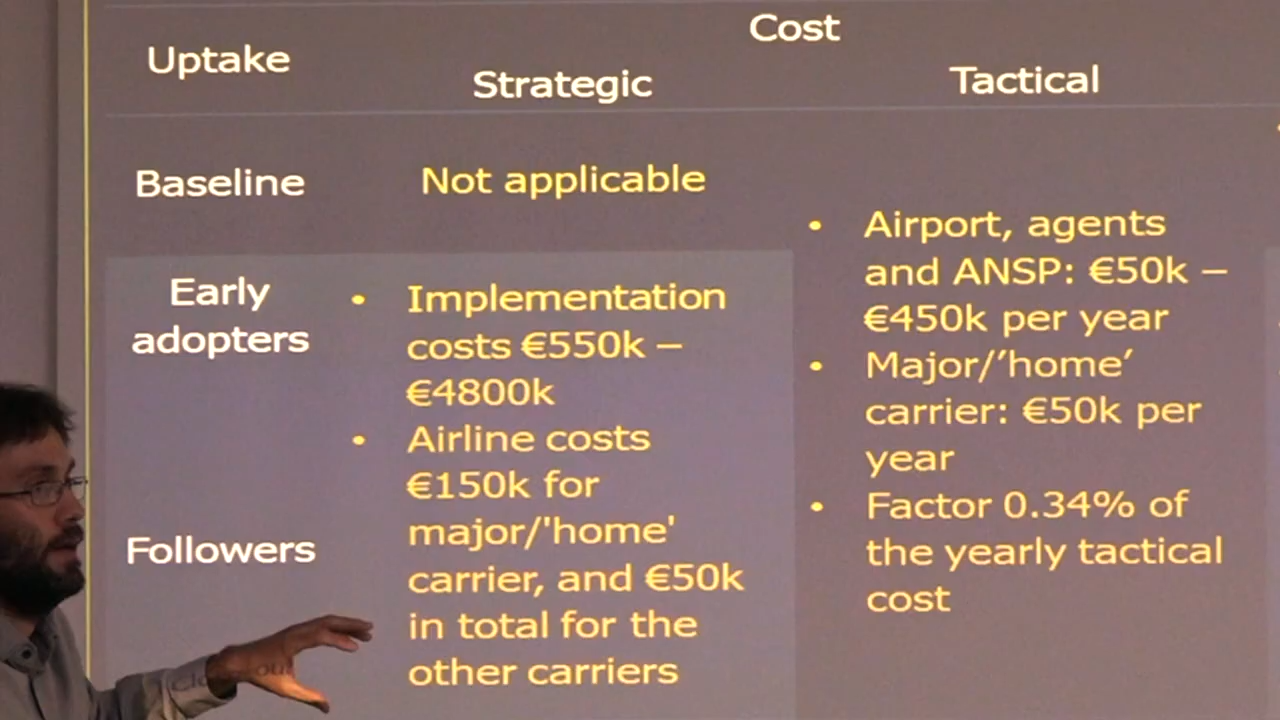 Cost
Uptake
Strategic
Tactical
Baseline
Not applicable
Early
adopters
Followers
• Implementation
costs €550k –
€4800k
• Airline costs
€150k for
major/'home'
carrier, and €50k
in total for the
other carriers
• Airport, agents
and ANSP: €50k –
€450k per year
• Major/’home’
carrier: €50k per
year
• Factor 0.34% of
the yearly tactical
cost